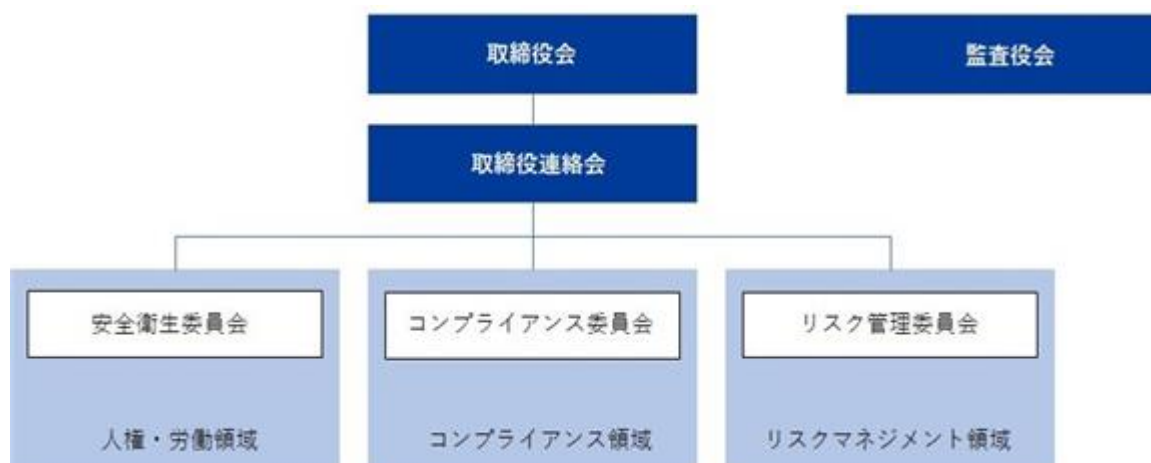 取締役会
監査役会
取締役連絡会
安全衛生委員会
コンプライアンス委員会
リスク管理委員会
人権・労働領域
コンプライアンス領域
リスクマネジメント領域